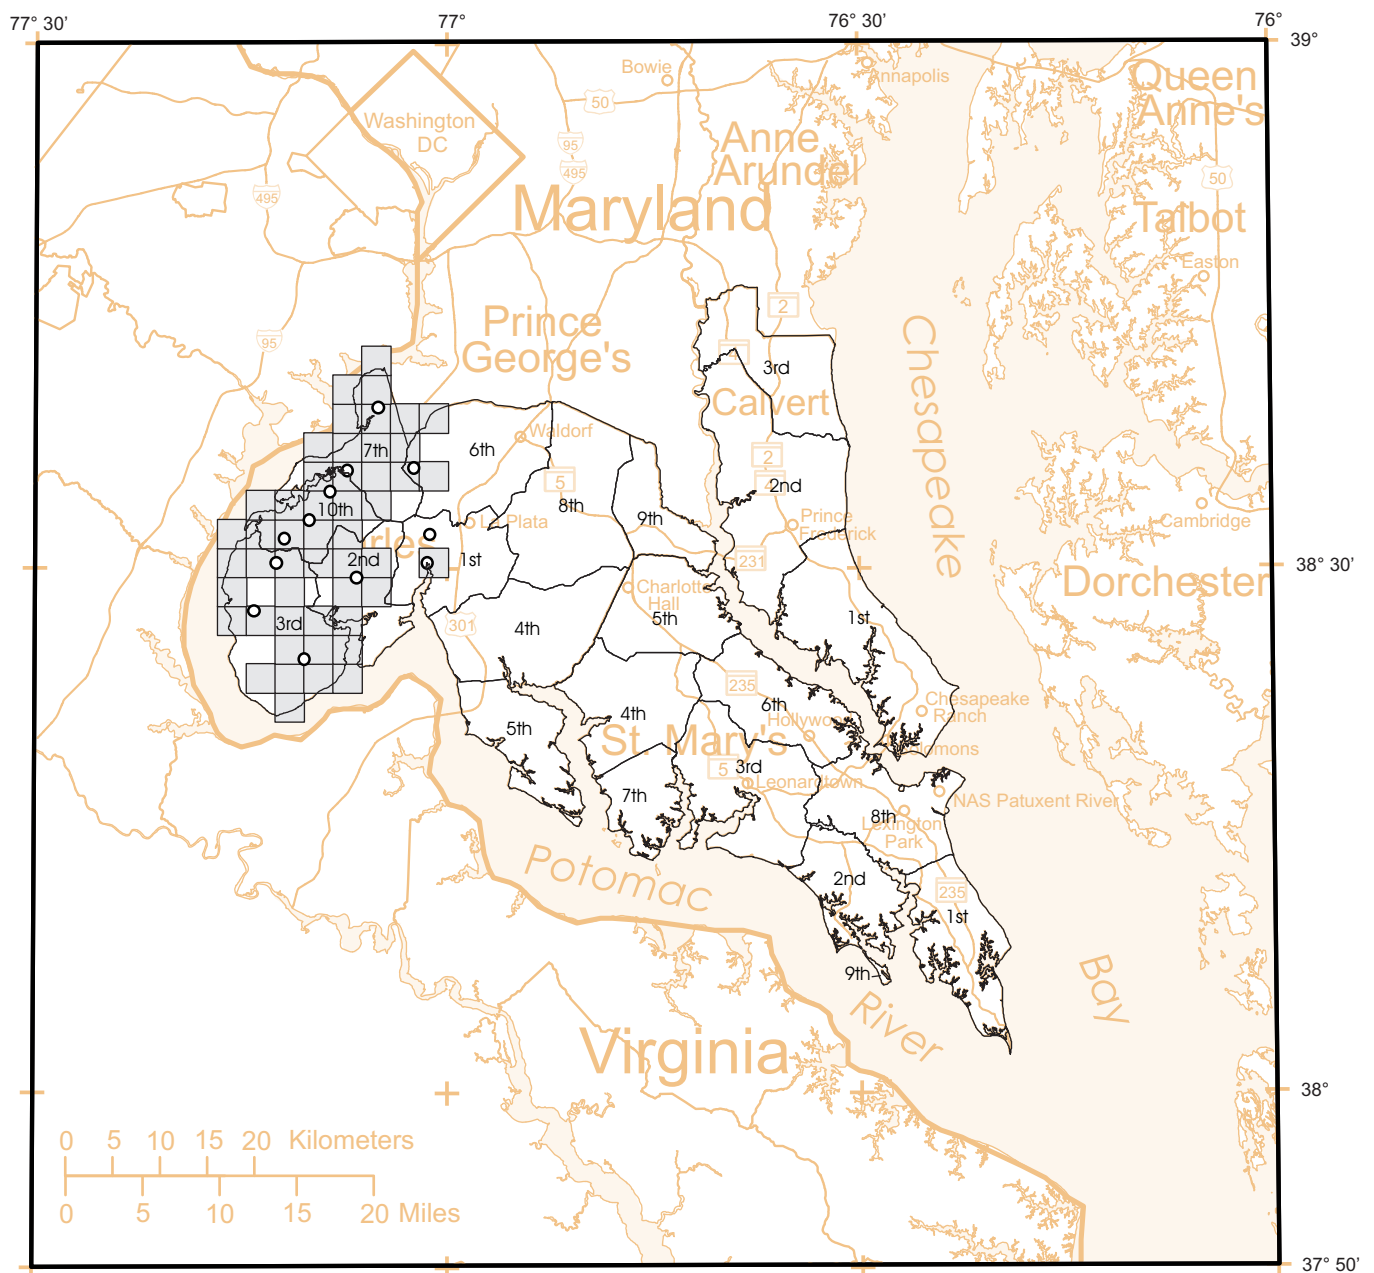 77° 30'
77°
76° 30'
76°
39°
Bowie
Annapolis
Queen
Anne's
50
Washington
DC
95
Anne
Arundel
495
50
495
Maryland
Talbot
Easton
2
Prince
George's
95
Chesapeake
3rd
Calvert
Waldorf
7th
6th
2
5
2nd
8th
10th
La Plata
9th
Prince
Frederick
Cambridge
rles
2nd
1st
231
38° 30'
Dorchester
Charlotte
Hall
3rd
301
4th
5th
1st
235
Chesapeake
Ranch
5th
4th
6th
Hollywood
St. Mary's
lomons
5
3rd
Leonardtown
7th
NAS Patuxent River
8th
Lexington
Park
Potomac
2nd
235
1st
9th
Bay
River
Virginia
38°
0 5 10 15 20 Kilometers
0 5 10 15 20 Miles
37° 50'